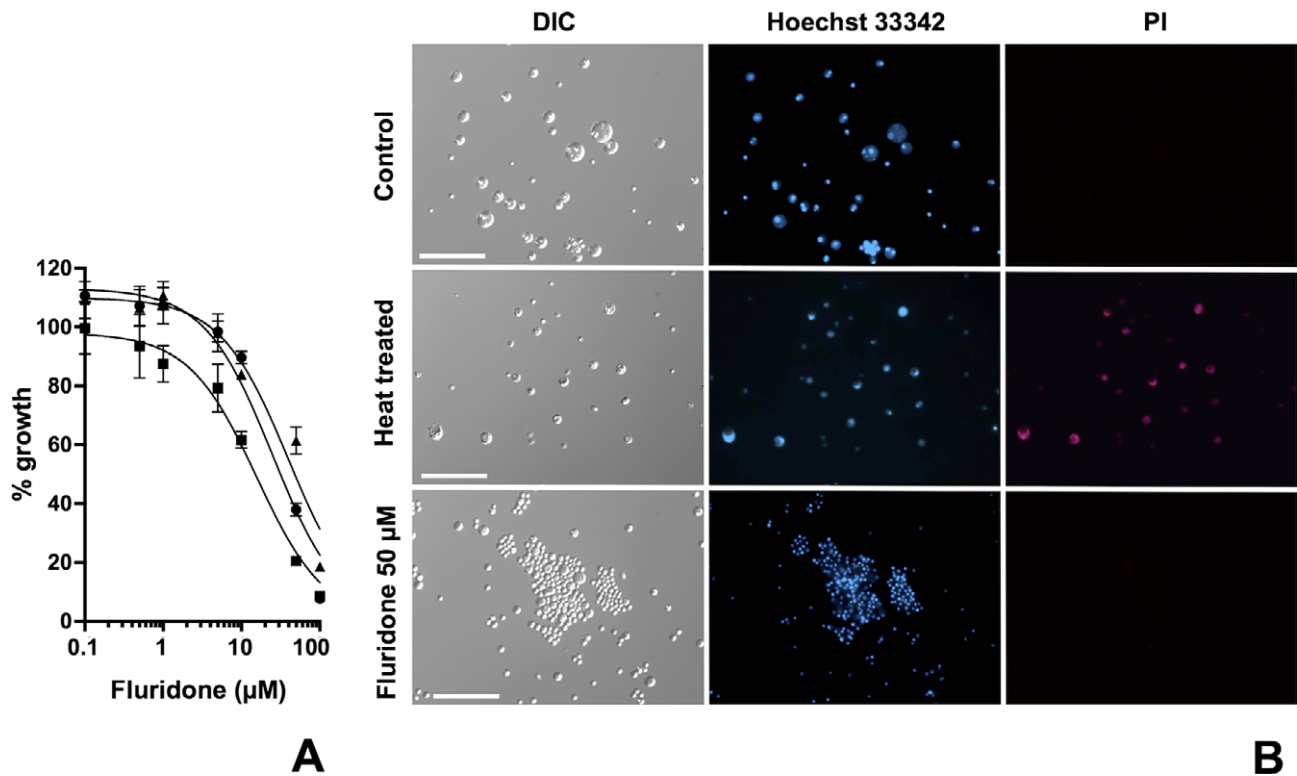 DIC Hoechst 33342 PI
Control
Heat treated
Fluridone 50 µM
120
100
80
60
40
20
0
% growth
0.1 1 10 100
Fluridone (µM)
A B